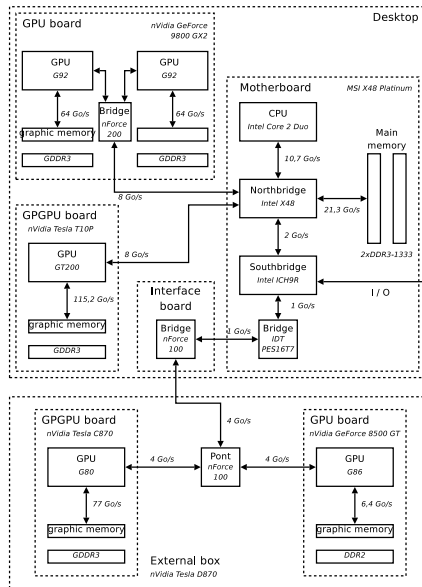 GPU board
nVidia GeForce
9800 GX2
Desktop
GPU
G92
GPU
G92
64 Go/s
Bridge
nForce
200
64 Go/s
graphic memory
GDDR3
GDDR3
Motherboard
MSI X48 Platinum
CPU
Intel Core 2 Duo
Main
memory
10,7 Go/s
8 Go/s
Northbridge
Intel X48
21,3 Go/s
2xDDR3-1333
GPGPU board
nVidia Tesla T10P
8 Go/s
2 Go/s
GPU
GT200
Southbridge
Intel ICH9R
I / O
115,2 Go/s
graphic memory
GDDR3
Interface
board
1 Go/s
Bridge
nForce
100
1 Go/s
Bridge
IDT
PES16T7
4 Go/s
GPGPU board
nVidia Tesla C870
GPU board
nVidia GeForce 8500 GT
GPU
G80
4 Go/s
Pont
nForce
100
4 Go/s
GPU
G86
77 Go/s
6,4 Go/s
graphic memory
GDDR3
graphic memory
DDR2
External box
nVidia Tesla D870